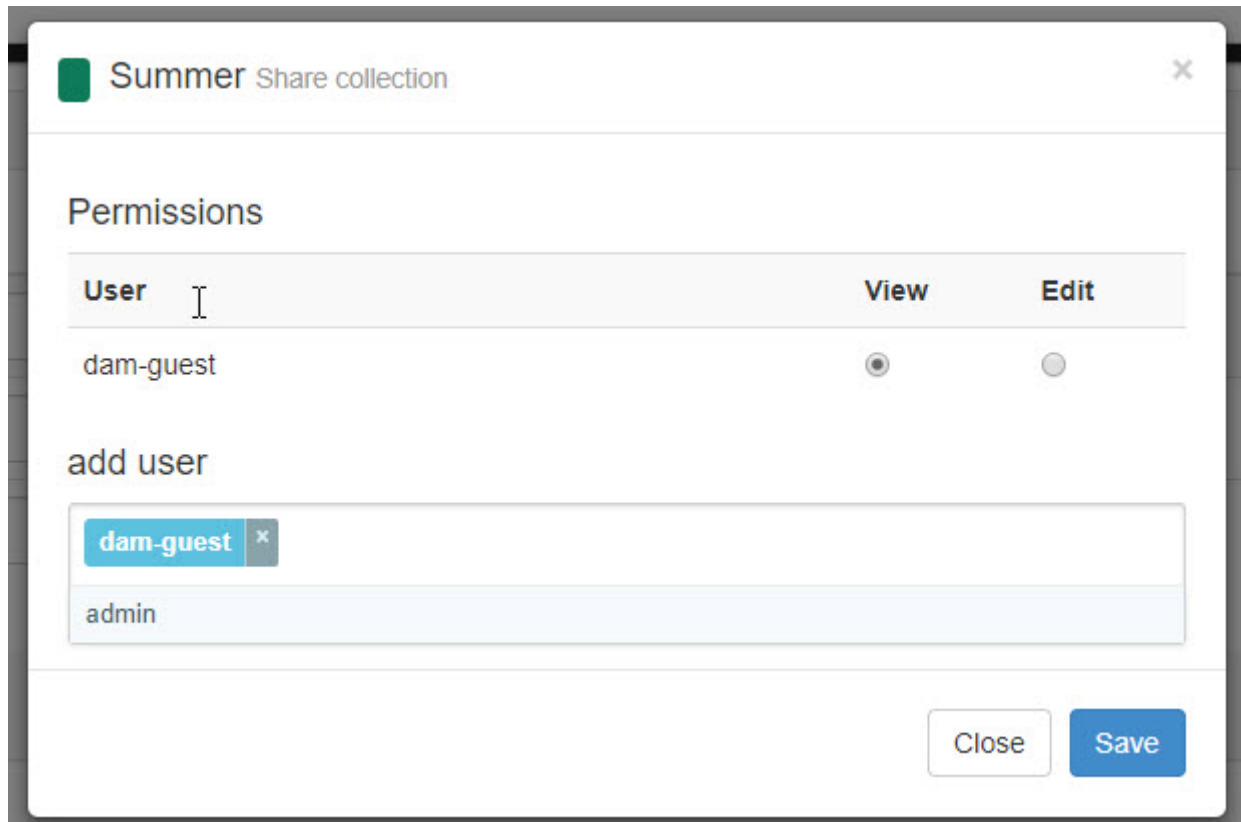 Summer Share collection ×
Permissions
User View Edit
dam-guest
add user
dam-guest ×
admin
Close Save